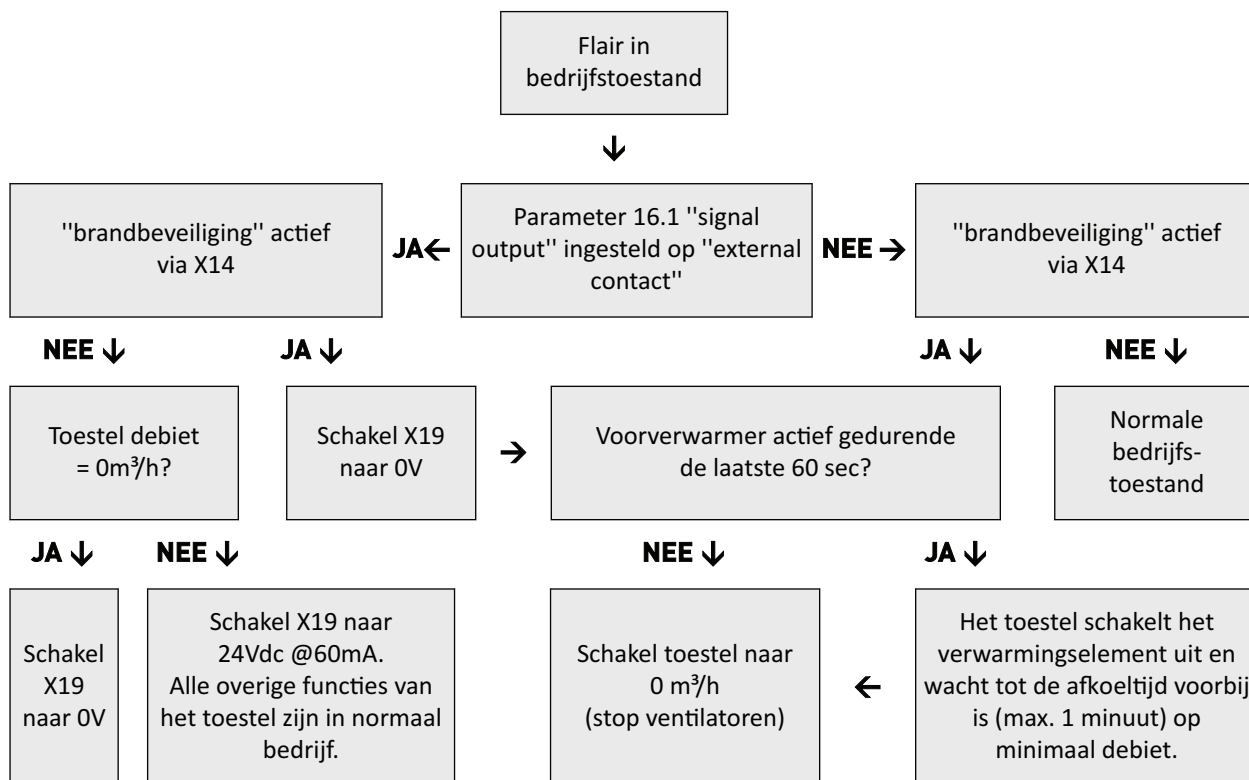 Flair in
bedrijfstoestand
↓
"brandbeveiliging" actief
via X14
JA←
Parameter 16.1 "signal
output" ingesteld op "external
contact"
NEE →
"brandbeveiliging" actief
via X14
NEE ↓
JA ↓
JA ↓
NEE ↓
Toestel debiet
= 0m³/h?
Schakel X19
naar 0V
→
Voorverwarmer actief gedurende
de laatste 60 sec?
Normale
bedrijfs-
toestand
JA ↓
NEE ↓
NEE ↓
JA ↓
Schakel
X19
naar 0V
Schakel X19 naar
24Vdc @60mA.
Alle overige functies van
het toestel zijn in normaal
bedrijf.
Schakel toestel naar
0 m³/h
(stop ventilatoren)
←
Het toestel schakelt het
verwarmingselement uit en
wacht tot de afkoeltijd voorbij
is (max. 1 minuut) op
minimaal debiet.